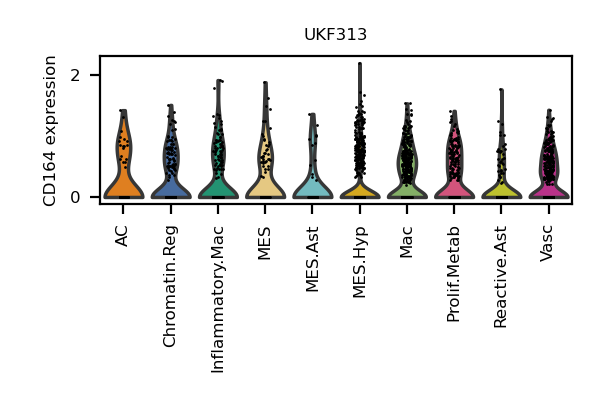 UKF313
CD164 expression
2
0
AC
Chromatin.Reg
Inflammatory.Mac
MES
MES.Ast
MES.Hyp
Mac
Prolif.Metab
Reactive.Ast
Vasc